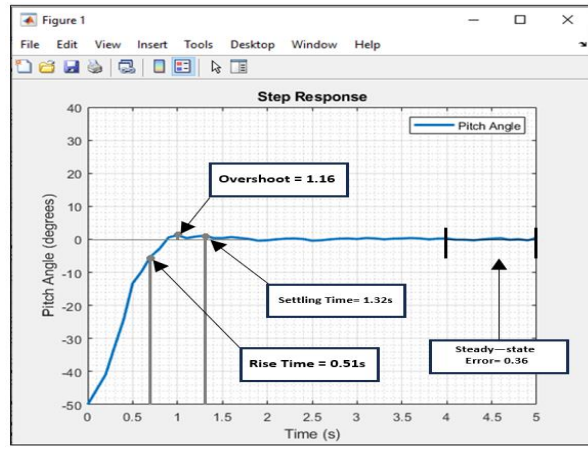 Figure 1
File Edit View Insert Tools Desktop Window Help
Step Response
Pitch Angle
Overshoot = 1.16
Settling Time= 1.32s
Rise Time = 0.51s
Steady—state
Error= 0.36
Pitch Angle (degrees)
40
30
20
10
0
-10
-20
-30
-40
-50
0 0.5 1 1.5 2 2.5 3 3.5 4 4.5 5
Time (s)